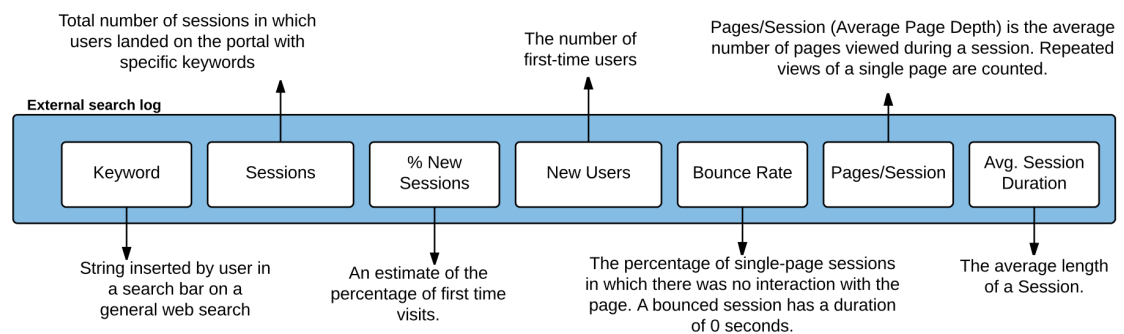 Total number of sessions in which
users landed on the portal with
specific keywords
The number of
first-time users
Pages/Session (Average Page Depth) is the average
number of pages viewed during a session. Repeated
views of a single page are counted.
External search log
Keyword
Sessions
% New
Sessions
New Users
Bounce Rate
Pages/Session
Avg. Session
Duration
String inserted by user in
a search bar on a
general web search
An estimate of the
percentage of first time
visits.
The percentage of single-page sessions
in which there was no interaction with the
page. A bounced session has a duration
of 0 seconds.
The average length
of a Session.